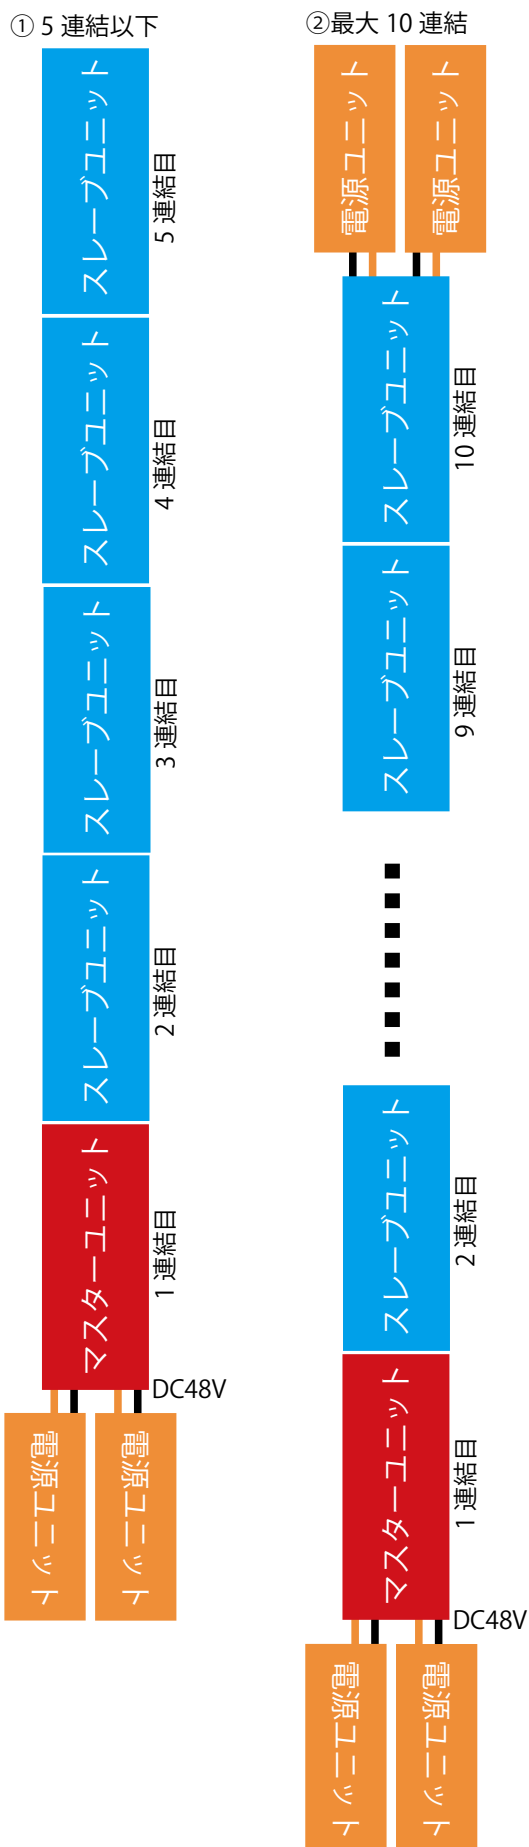 ① 5 連結以下
スレーブユニット
5 連結目
スレーブユニット
4 連結目
スレーブユニット
3 連結目
スレーブユニット
2 連結目
マスターユニット
1 連結目
DC48V
電源ユニット
電源ユニット
②最大 10 連結
電源ユニット
電源ユニット
スレーブユニット
10 連結目
スレーブユニット
9 連結目
スレーブユニット
2 連結目
マスターユニット
1 連結目
DC48V
電源ユニット
電源ユニット